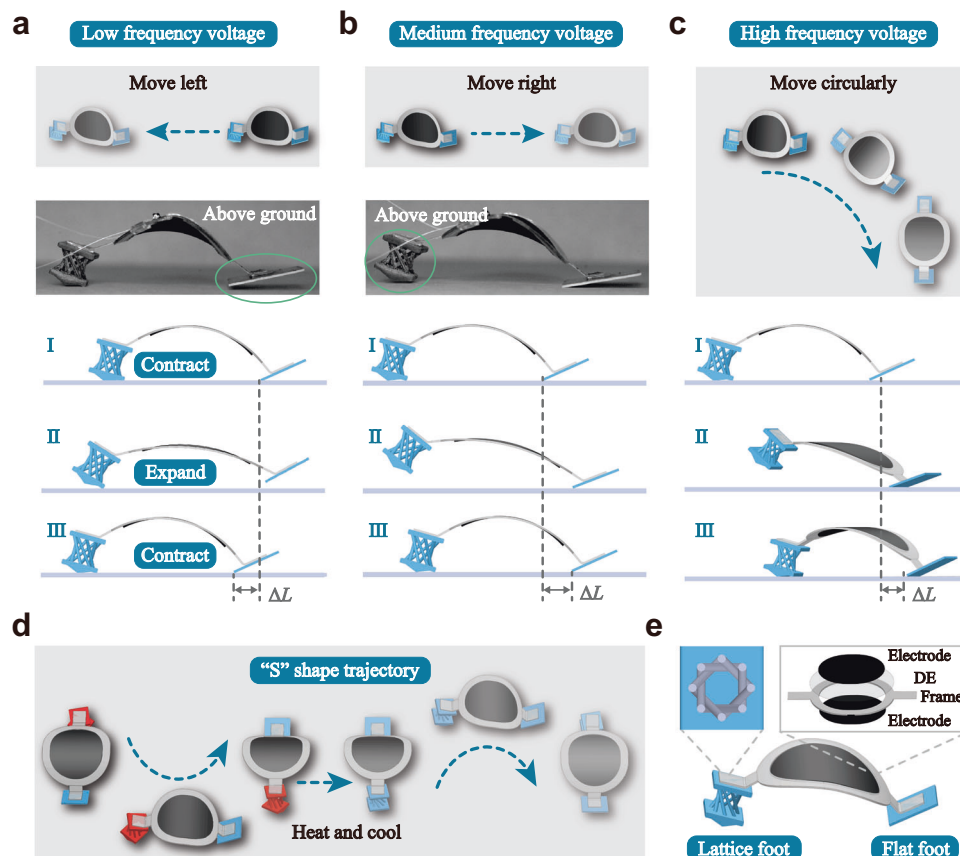 a
Low frequency voltage
Move left
Above ground
I
Contract
II
Expand
III
Contract
ΔL
b
Medium frequency voltage
Move right
Above ground
I
II
III
ΔL
c
High frequency voltage
Move circularly
I
II
III
ΔL
d
“S” shape trajectory
Heat and cool
e
Electrode
DE
Frame
Electrode
Lattice foot
Flat foot